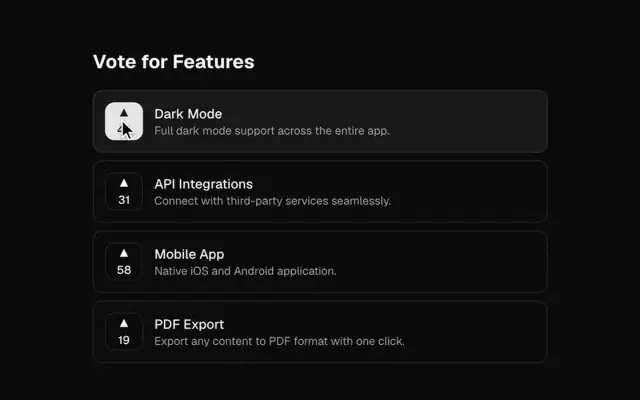 Vote for Features
▲
Dark Mode
Full dark mode support across the entire app.
▲
31
API Integrations
Connect with third-party services seamlessly.
▲
58
Mobile App
Native iOS and Android application.
▲
19
PDF Export
Export any content to PDF format with one click.